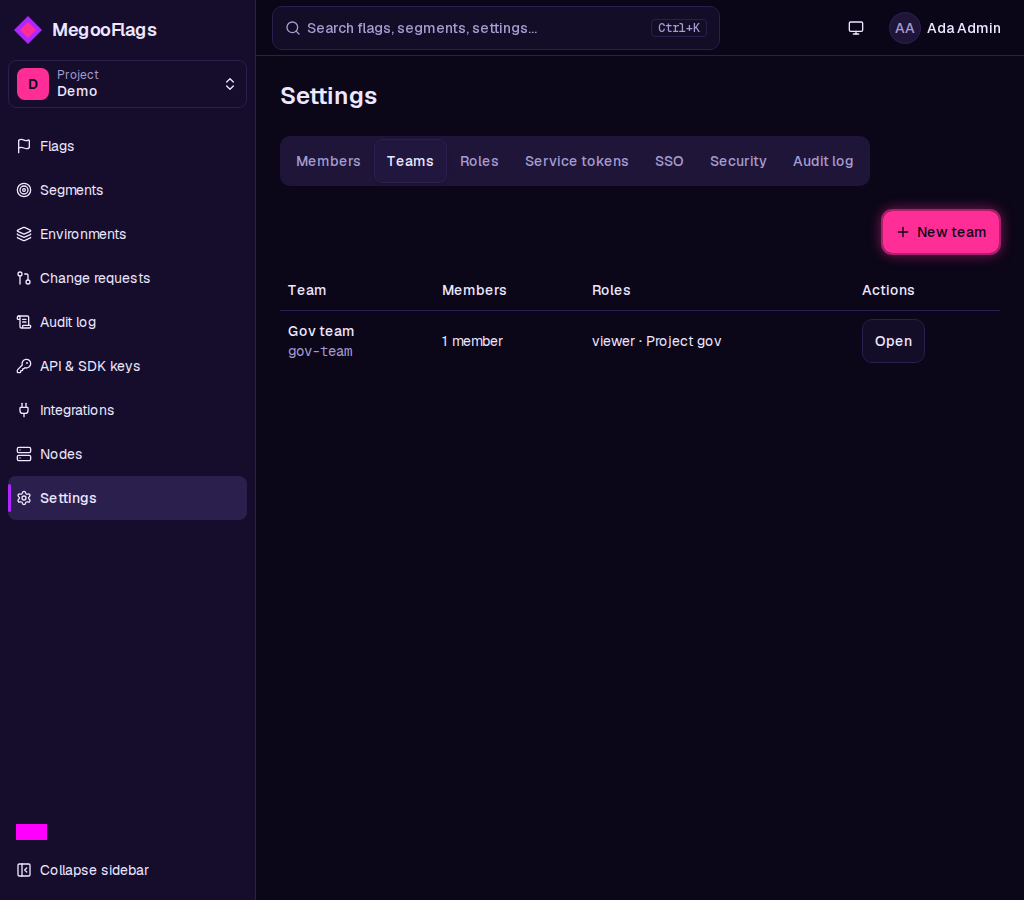 MegooFlags
Search flags, segments, settings...
Ctrl+K
AA
Ada Admin
D
Project
Demo
Flags
Segments
Environments
Change requests
Audit log
API & SDK keys
Integrations
Nodes
Settings
Collapse sidebar
Settings
Members
Teams
Roles
Service tokens
SSO
Security
Audit log
+ New team
Team
Members
Roles
Actions
Gov team
gov-team
1 member
viewer · Project gov
Open